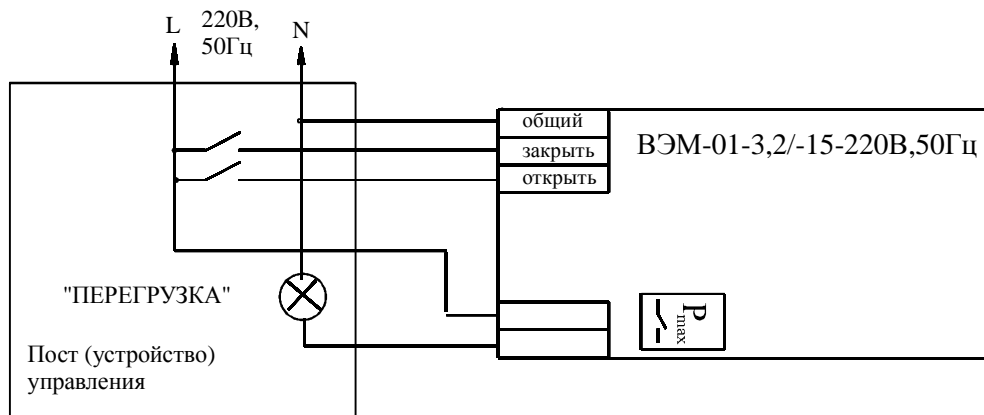 L 220В, N
50Гц
общий
закрыть
открыть
ВЭМ-01-3,2/-15-220В,50Гц
"ПЕРЕГРУЗКА"
Pmax
Пост (устройство)
управления